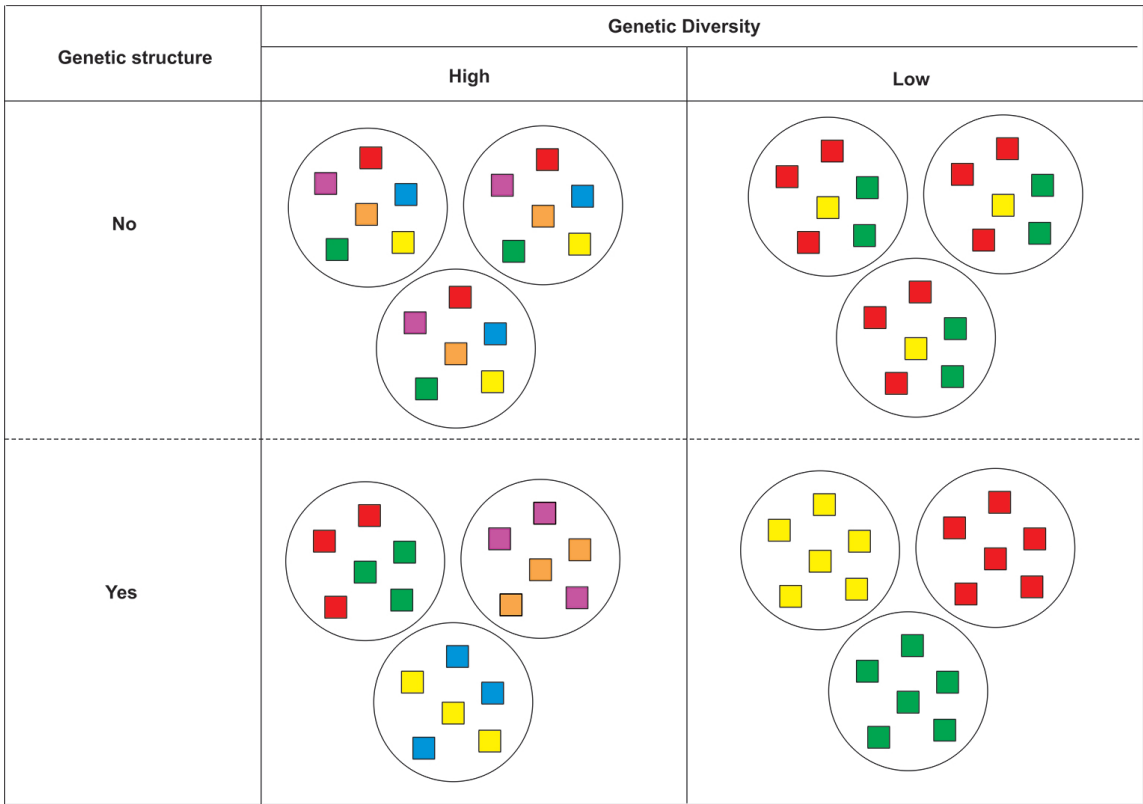 Genetic structure
Genetic Diversity
High
Low
No
Yes